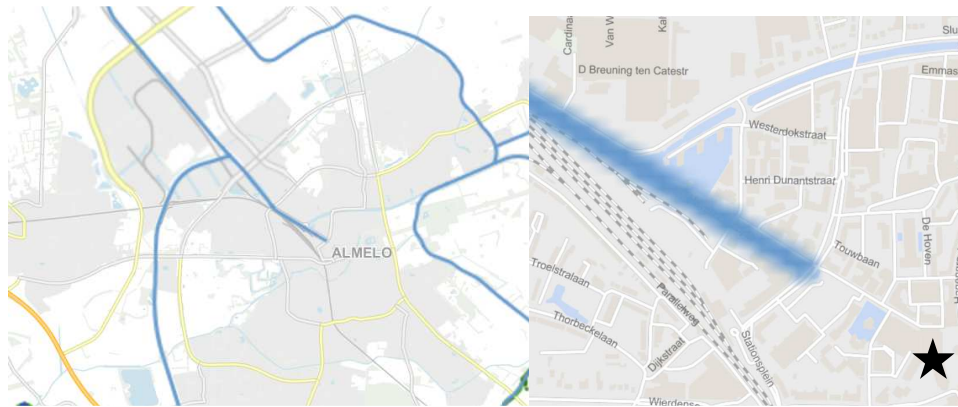 ALMELO
Cardinaa
Van W
Kal
Slu
D Breuning ten Catestr
Emmas
Westerdokstraat
Henri Dunantstraat
De Hoven
Touwbaan
Troelstralaan
Parallelweg
Thorbeckelaan
Dijkstraat
Stationsplein
Wierdens